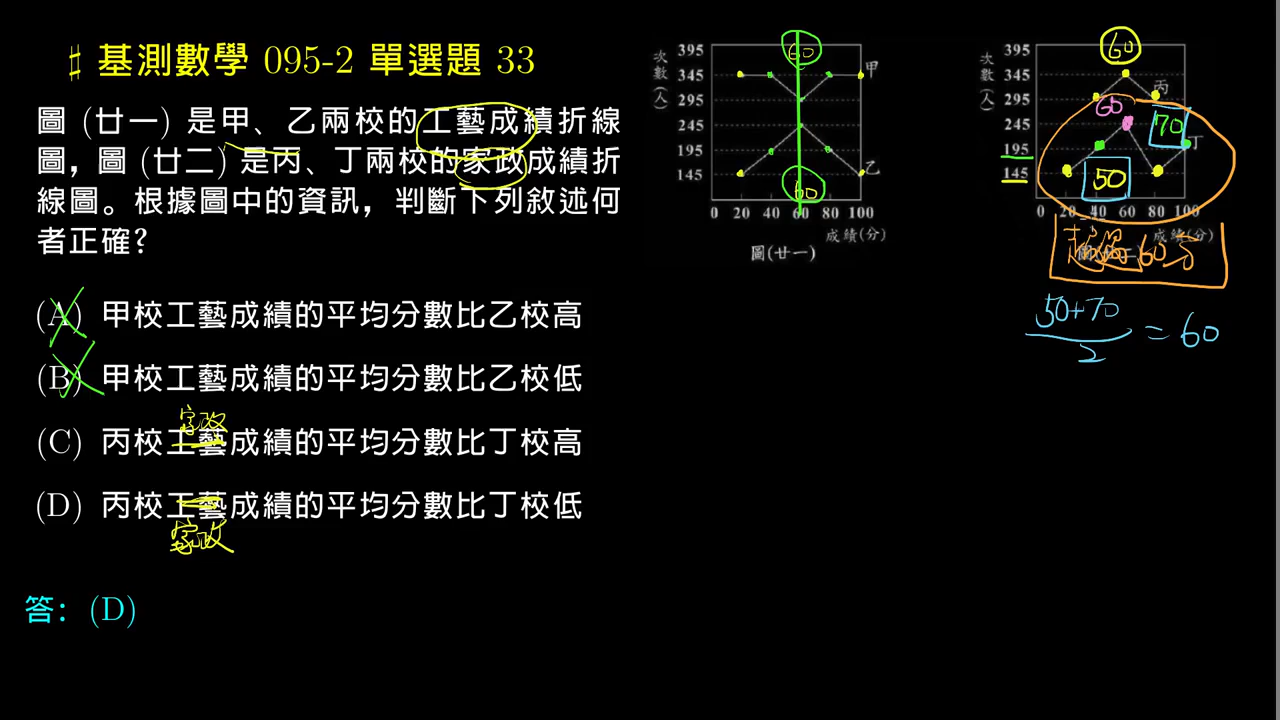 ♯ 基測數學 095-2 單選題 33
圖 (廿一) 是甲、乙兩校的工藝成績折線
圖，圖 (廿二) 是丙、丁兩校的家政成績折
線圖。根據圖中的資訊，判斷下列敘述何
者正確？
(A) 甲校工藝成績的平均分數比乙校高
(B) 甲校工藝成績的平均分數比乙校低
家政
(C) 丙校工藝成績的平均分數比丁校高
(D) 丙校工藝成績的平均分數比丁校低
家政
答：(D)
次數(人)
395
345
295
245
195
145
0 20 40 60 80 100
成績(分)
甲
乙
60
60
圖(廿一)
次數(人)
395
345
295
245
195
145
0 20 40 60 80 100
成績(分)
丙
丁
60
60
70
50
超過 60分
50+70
2
= 60